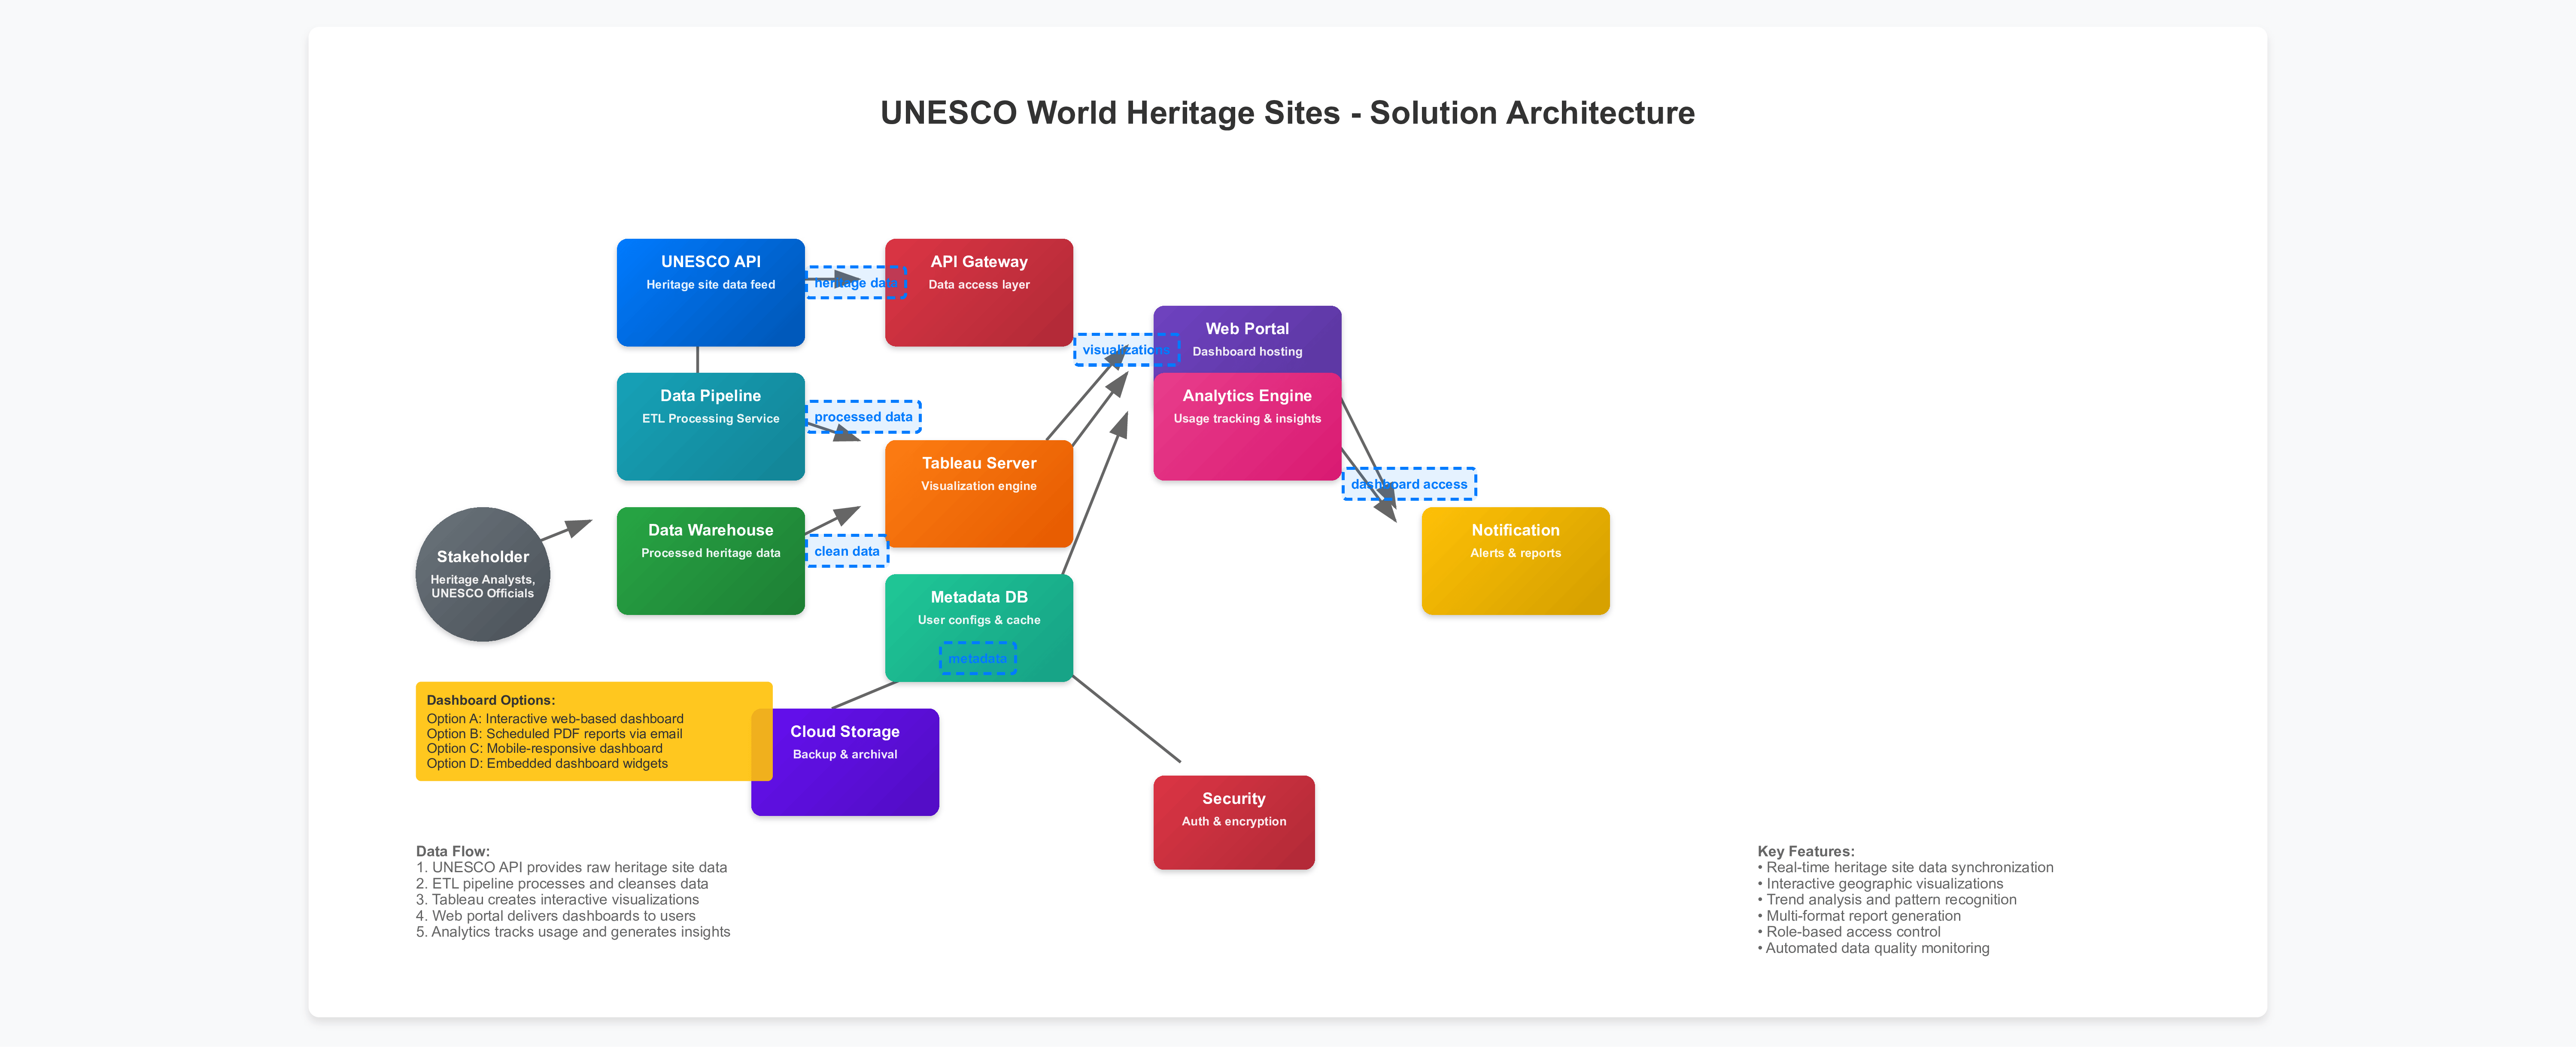 UNESCO World Heritage Sites - Solution Architecture
UNESCO API
Heritage site data feed
heritage data
API Gateway
Data access layer
visualizations
Web Portal
Dashboard hosting
Data Pipeline
ETL Processing Service
processed data
Analytics Engine
Usage tracking & insights
Tableau Server
Visualization engine
dashboard access
Stakeholder
Heritage Analysts,
UNESCO Officials
Data Warehouse
Processed heritage data
clean data
Notification
Alerts & reports
Metadata DB
User configs & cache
metadata
Dashboard Options:
Option A: Interactive web-based dashboard
Option B: Scheduled PDF reports via email
Option C: Mobile-responsive dashboard
Option D: Embedded dashboard widgets
Cloud Storage
Backup & archival
Security
Auth & encryption
Data Flow:
1. UNESCO API provides raw heritage site data
2. ETL pipeline processes and cleanses data
3. Tableau creates interactive visualizations
4. Web portal delivers dashboards to users
5. Analytics tracks usage and generates insights
Key Features:
• Real-time heritage site data synchronization
• Interactive geographic visualizations
• Trend analysis and pattern recognition
• Multi-format report generation
• Role-based access control
• Automated data quality monitoring